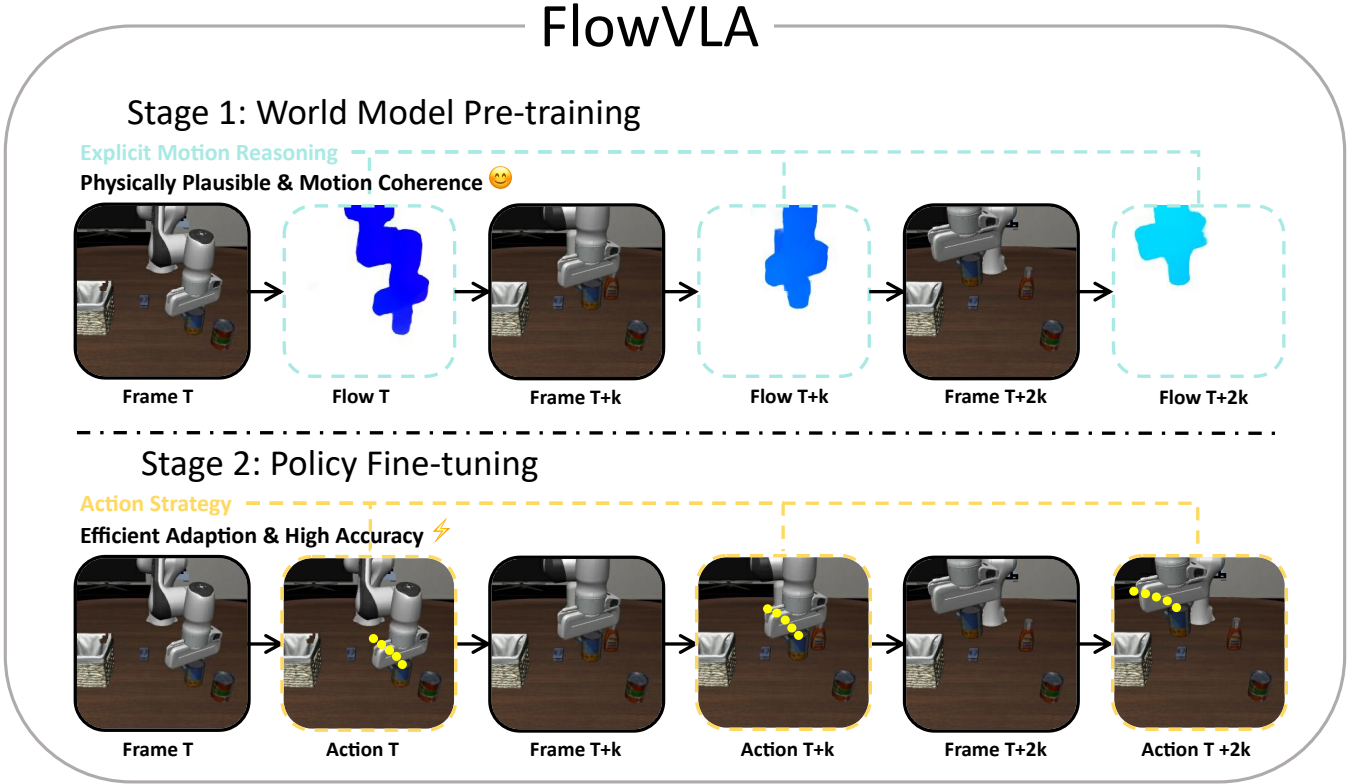 FlowVLA
Stage 1: World Model Pre-training
Explicit Motion Reasoning
Physically Plausible & Motion Coherence 😊
Frame T
Flow T
Frame T+k
Flow T+k
Frame T+2k
Flow T+2k
Stage 2: Policy Fine-tuning
Action Strategy
Efficient Adaption & High Accuracy ⚡
Frame T
Action T
Frame T+k
Action T+k
Frame T+2k
Action T +2k